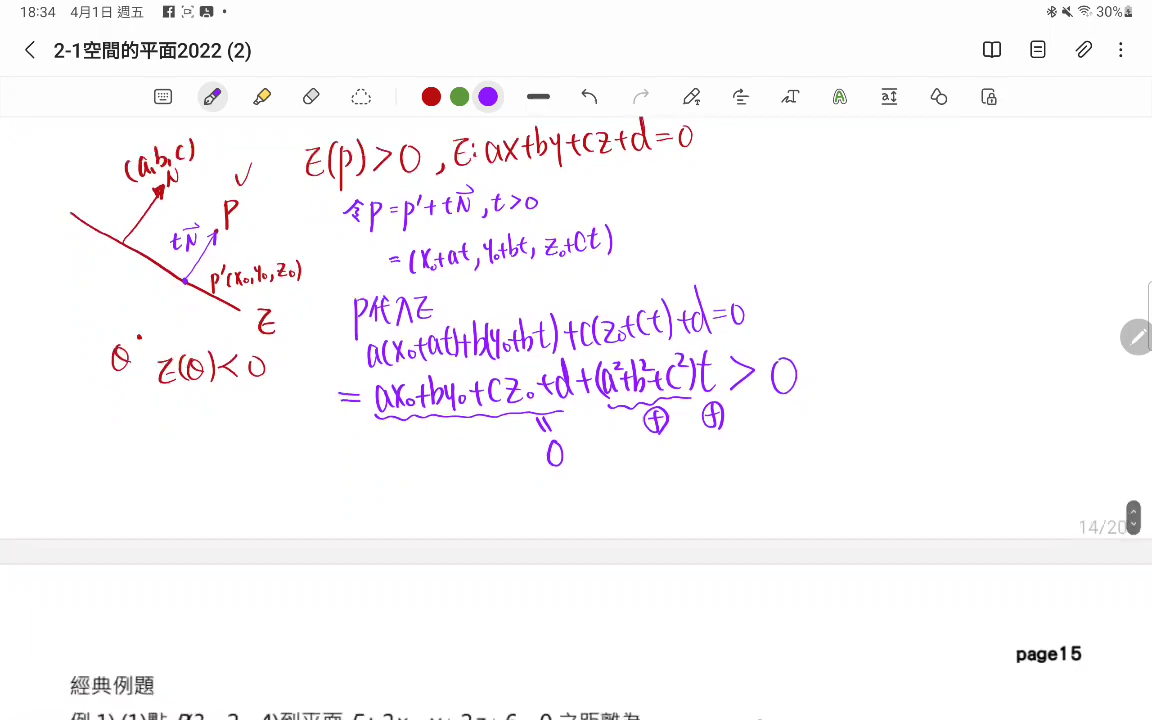 18:34 4月1日 週五 30%
2-1空間的平面2022 (2)
(a,b,c)
N
P
tN⃗
P'(x₀,y₀,z₀)
E
Q
E(Q)<0
E(P)>0 , E: ax+by+cz+d=0
令P=P'+tN⃗, t>0
=(x₀+at, y₀+bt, z₀+ct)
P代入E
a(x₀+at)+b(y₀+bt)+c(z₀+ct)+d=0
=ax₀+by₀+cz₀+d+(a²+b²+c²)t > 0
⊕ ⊕
=
0
14/20
page15
經典例題